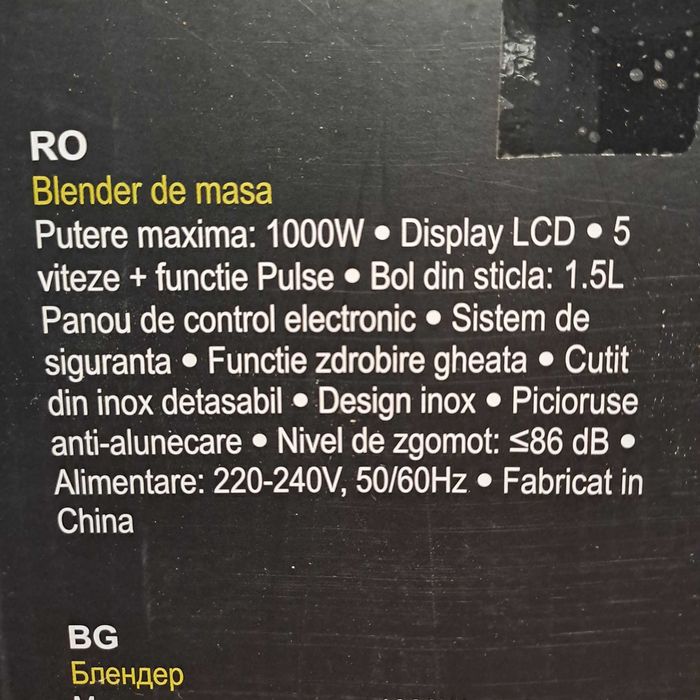 RO
Blender de masa
Putere maxima: 1000W • Display LCD • 5
viteze + functie Pulse • Bol din sticla: 1.5L
Panou de control electronic • Sistem de
siguranta • Functie zdrobire gheata • Cutit
din inox detasabil • Design inox • Picioruse
anti-alunecare • Nivel de zgomot: ≤86 dB •
Alimentare: 220-240V, 50/60Hz • Fabricat in
China
BG
Блендер